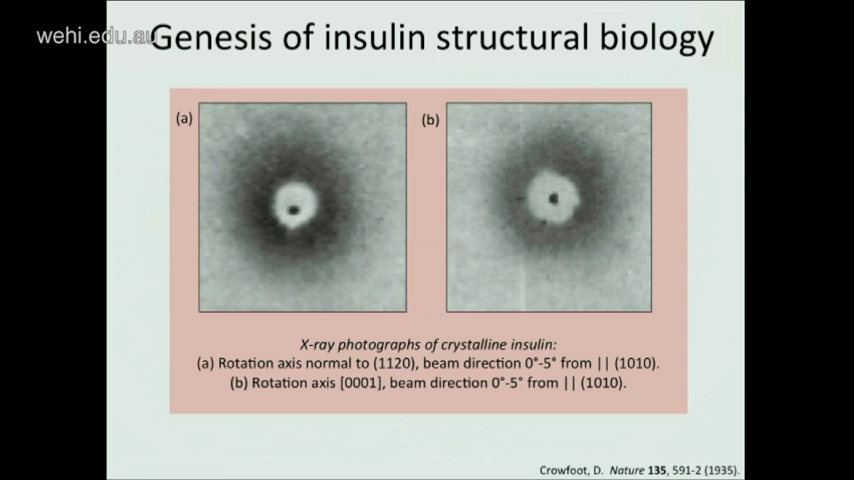 wehi.edu.au
Genesis of insulin structural biology
(a)
(b)
X-ray photographs of crystalline insulin:
(a) Rotation axis normal to (1120), beam direction 0°-5° from || (1010).
(b) Rotation axis [0001], beam direction 0°-5° from || (1010).
Crowfoot, D. Nature 135, 591-2 (1935).